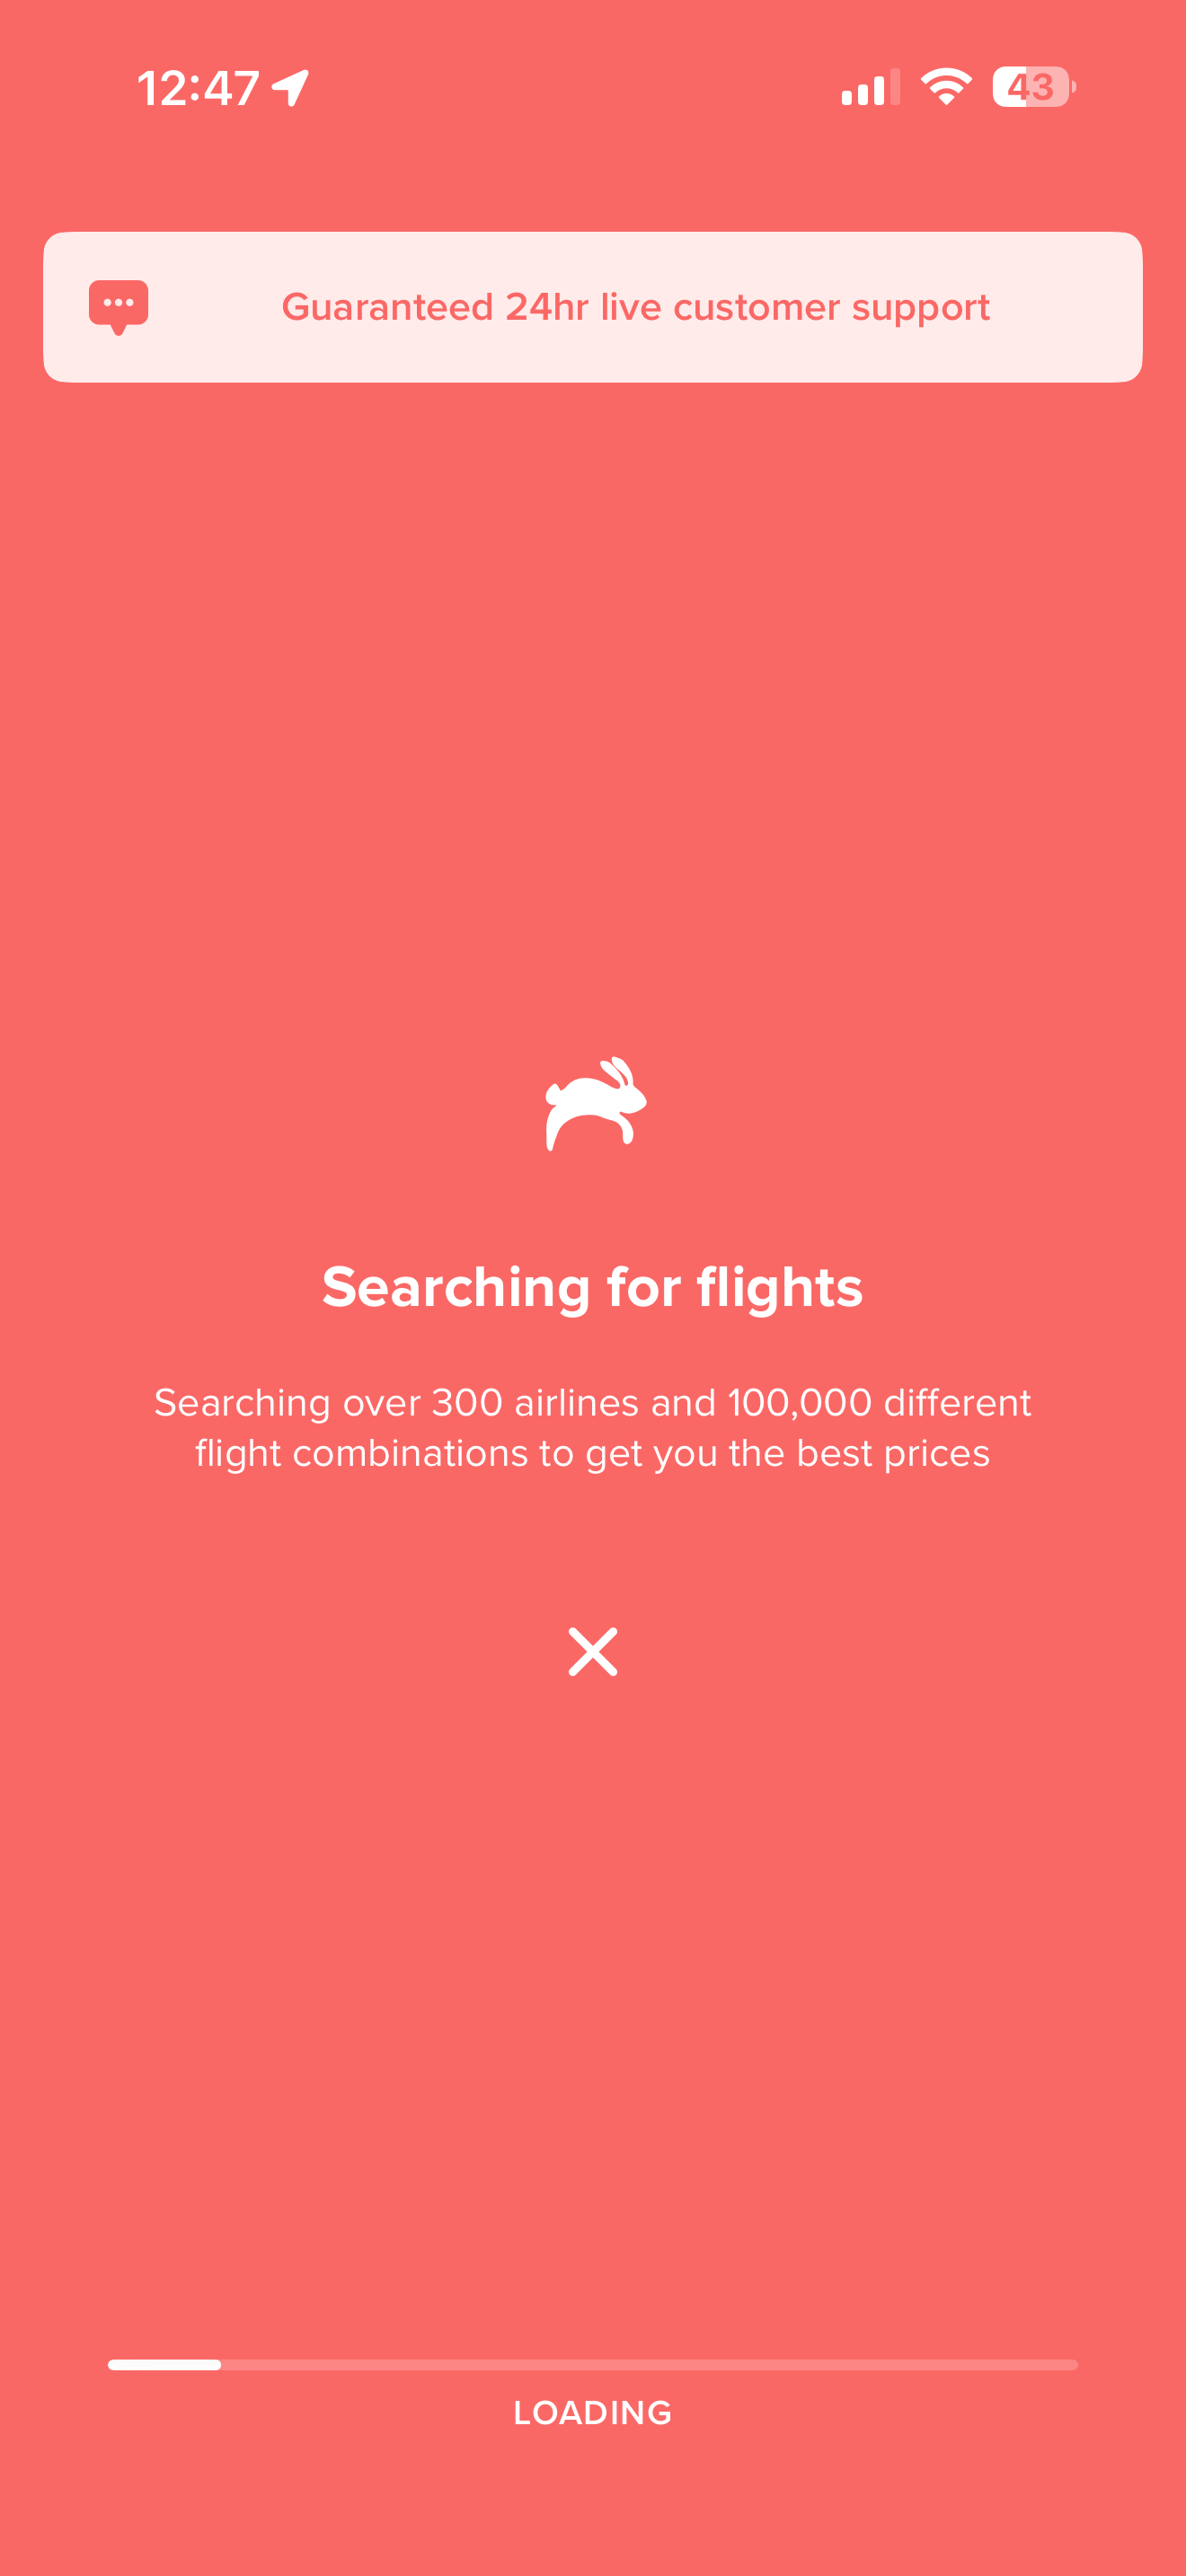 12:47
43
Guaranteed 24hr live customer support
Searching for flights
Searching over 300 airlines and 100,000 different
flight combinations to get you the best prices
LOADING